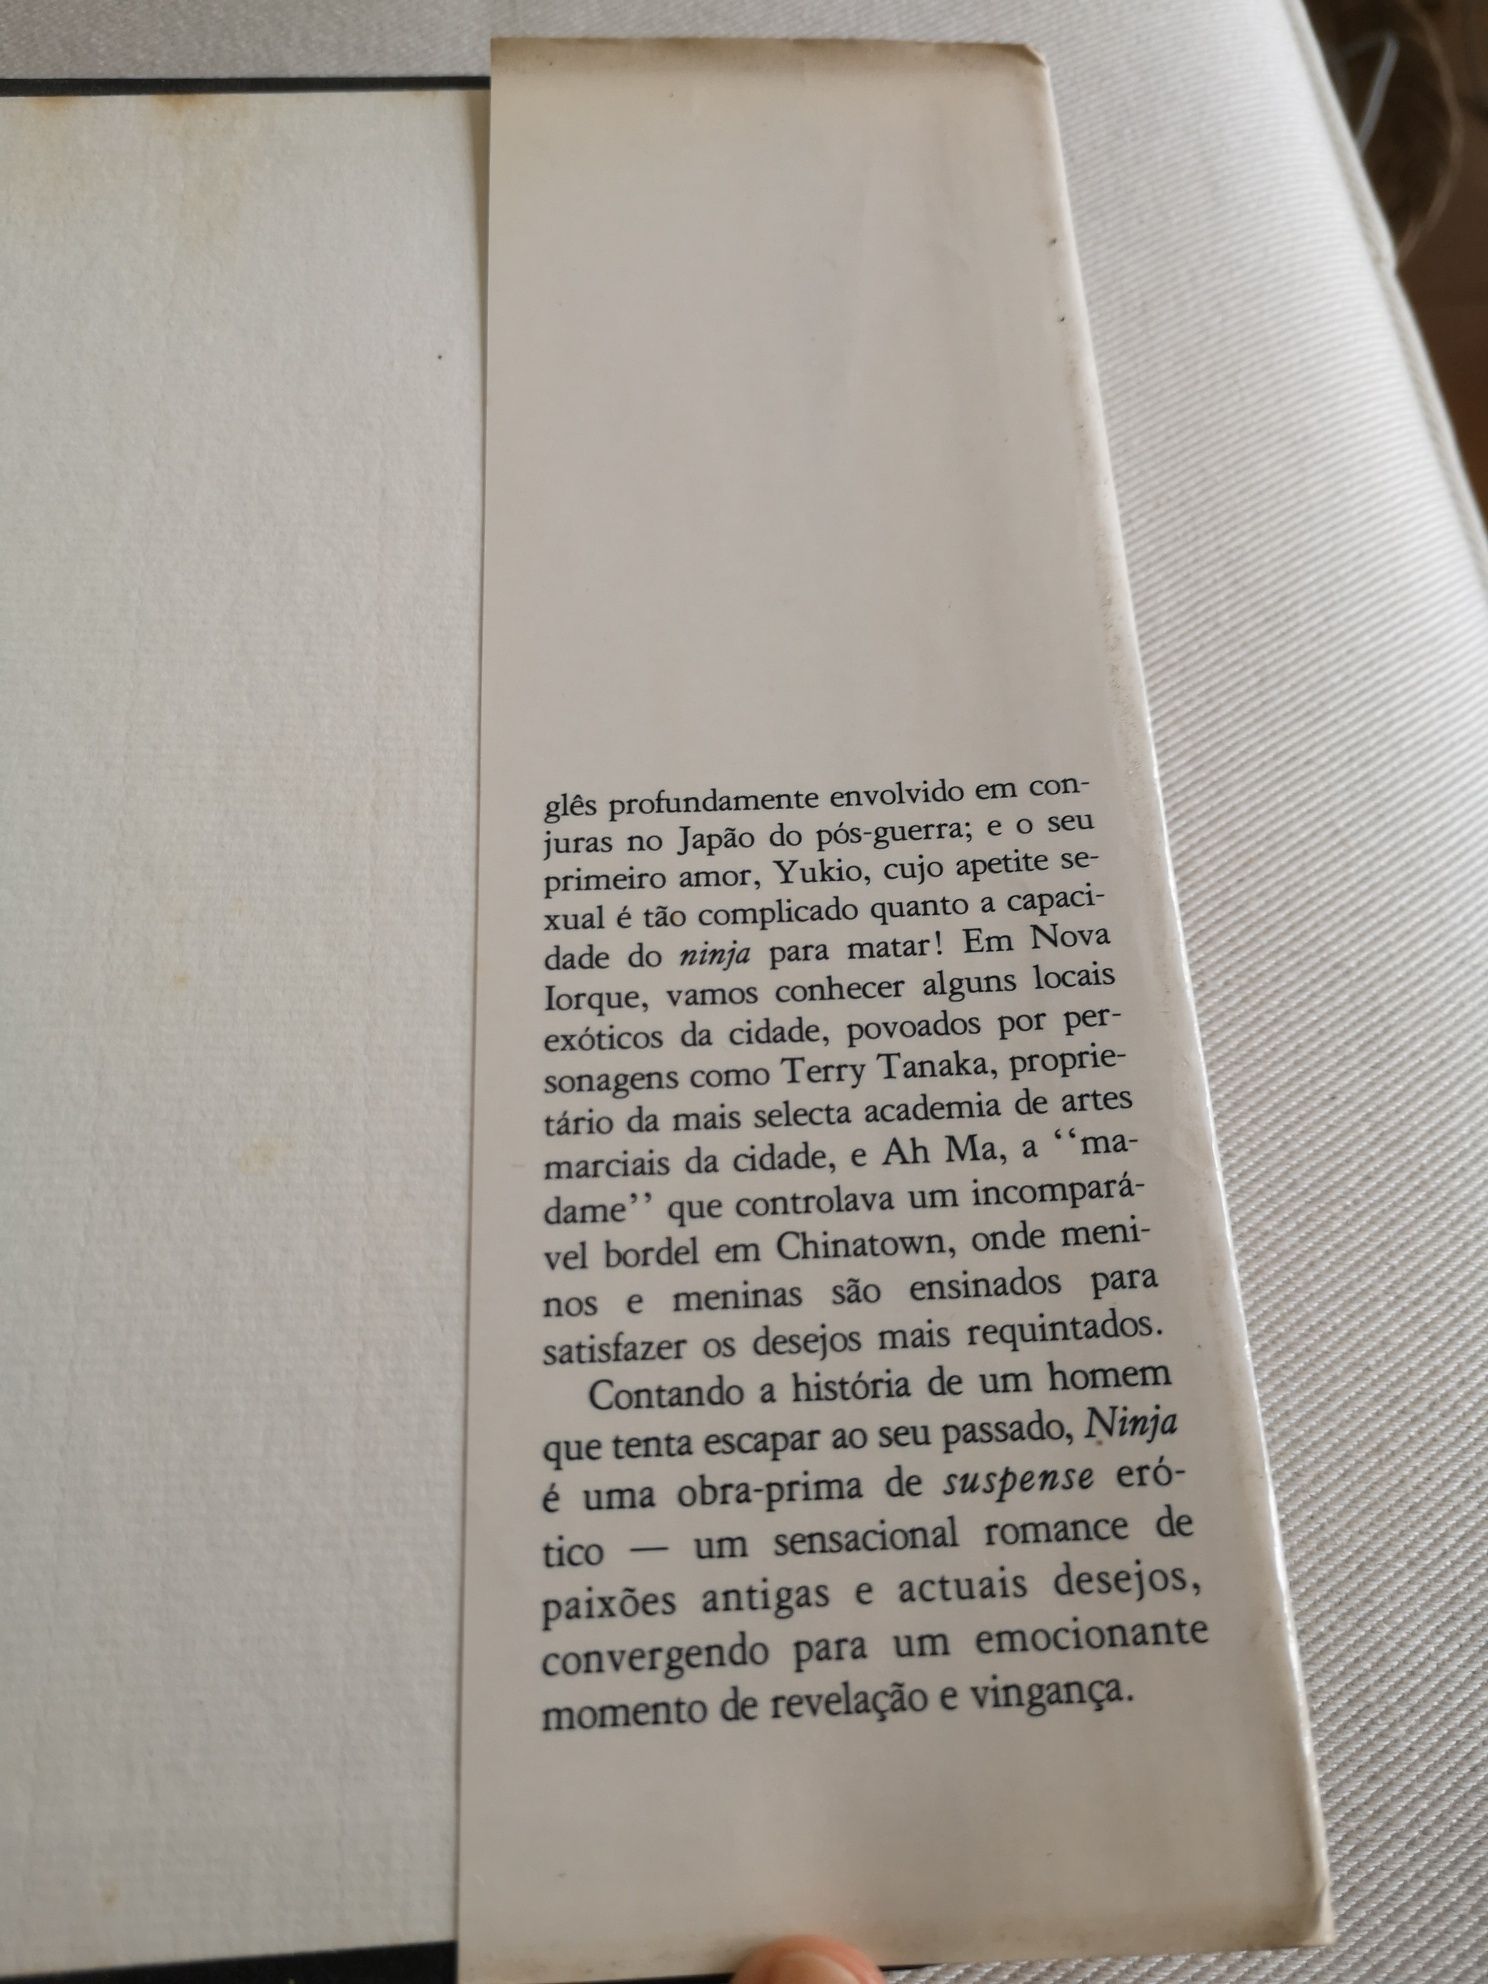 glês profundamente envolvido em con-
juras no Japão do pós-guerra; e o seu
primeiro amor, Yukio, cujo apetite se-
xual é tão complicado quanto a capaci-
dade do ninja para matar! Em Nova
Iorque, vamos conhecer alguns locais
exóticos da cidade, povoados por per-
sonagens como Terry Tanaka, proprie-
tário da mais selecta academia de artes
marciais da cidade, e Ah Ma, a ‘‘ma-
dame’’ que controlava um incompará-
vel bordel em Chinatown, onde meni-
nos e meninas são ensinados para
satisfazer os desejos mais requintados.
Contando a história de um homem
que tenta escapar ao seu passado, Ninja
é uma obra-prima de suspense eró-
tico — um sensacional romance de
paixões antigas e actuais desejos,
convergendo para um emocionante
momento de revelação e vingança.